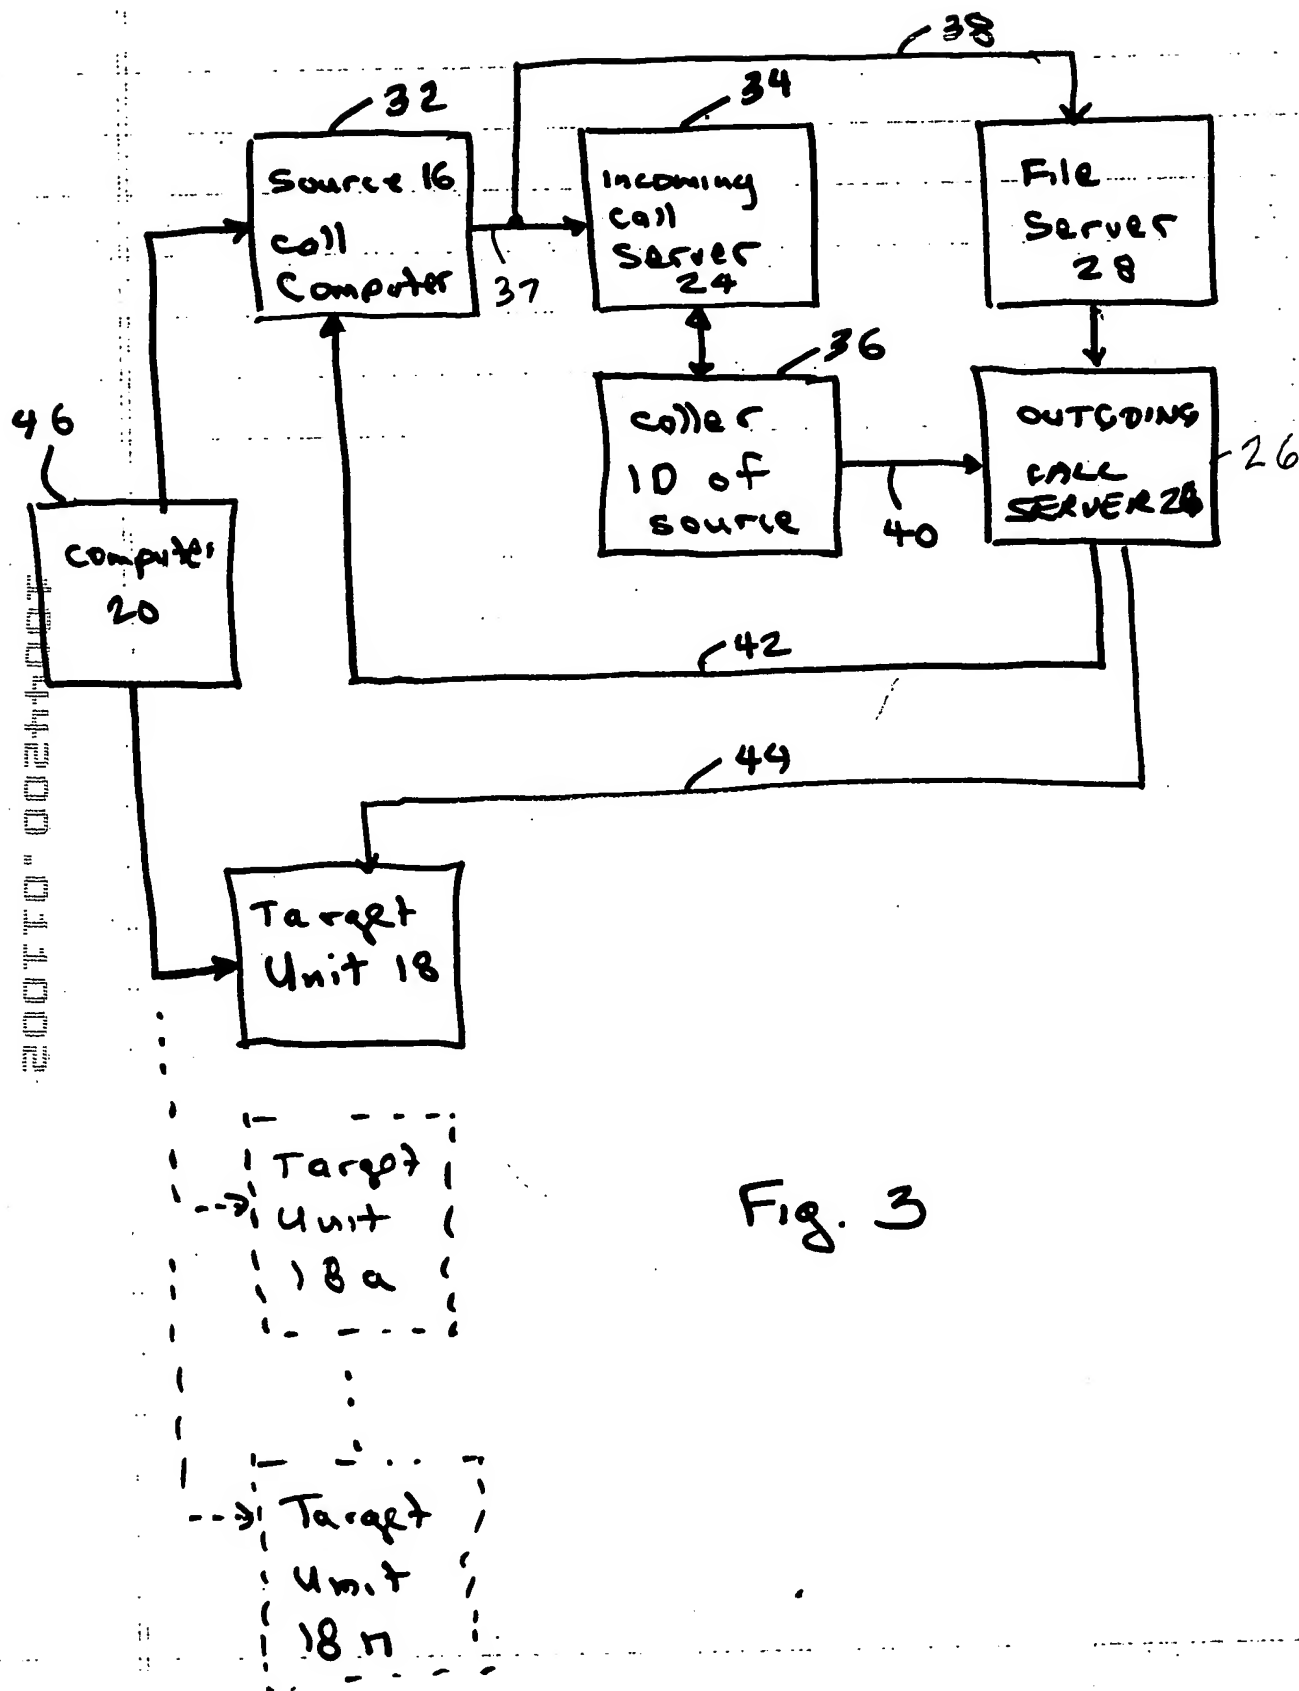 38
32
34
Source 16
Call
Computer
37
Incoming
Call
Server
24
File
Server
28
36
Caller
ID of
Source
40
OUTGOING
CALL
SERVER 26
26
46
Computer
20
42
44
Target
Unit 18
Target
Unit
18a
Target
Unit
18n
Fig. 3